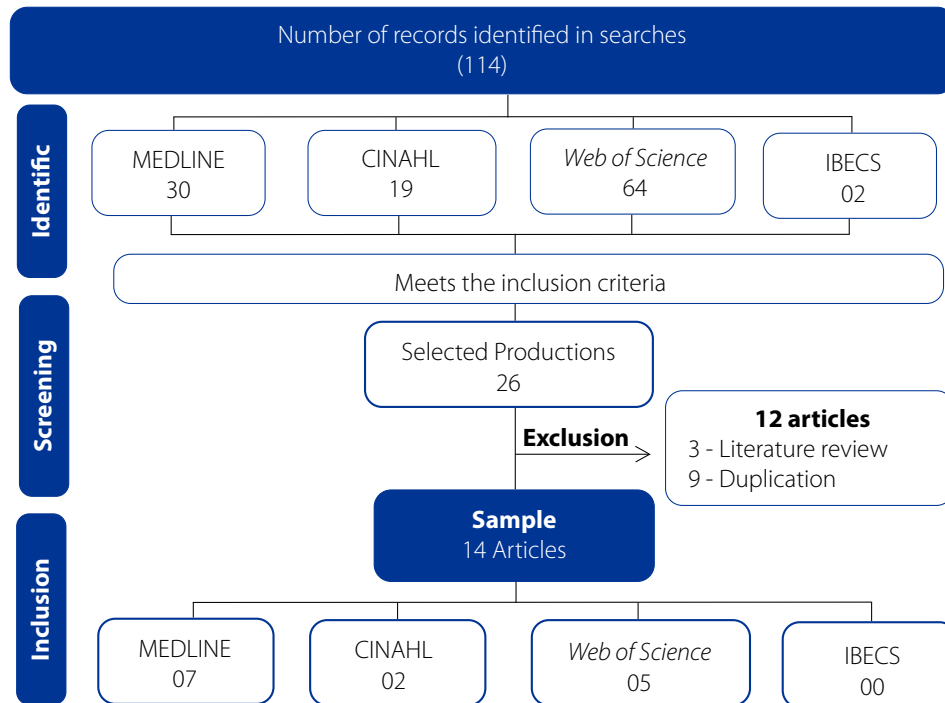 Number of records identified in searches
(114)
Identific
MEDLINE
30
CINAHL
19
Web of Science
64
IBECS
02
Meets the inclusion criteria
Screening
Selected Productions
26
Exclusion
12 articles
3 - Literature review
9 - Duplication
Sample
14 Articles
Inclusion
MEDLINE
07
CINAHL
02
Web of Science
05
IBECS
00